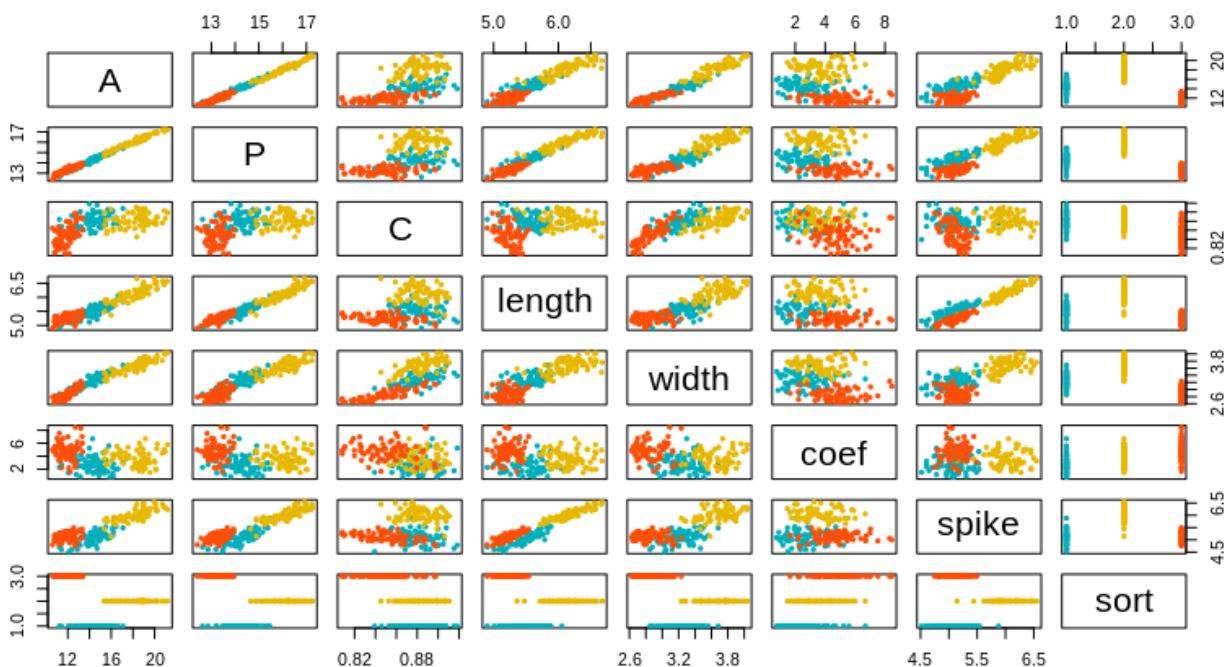 13 15 17 5.0 6.0 2 4 6 8 1.0 2.0 3.0
A 12 20
17 13 P
C 0.82
6.5 5.0 length
width 3.8 2.6
6 2 coef
spike 6.5 4.5
3.0 1.0 sort
12 16 20 0.82 0.88 2.6 3.2 3.8 4.5 5.5 6.5